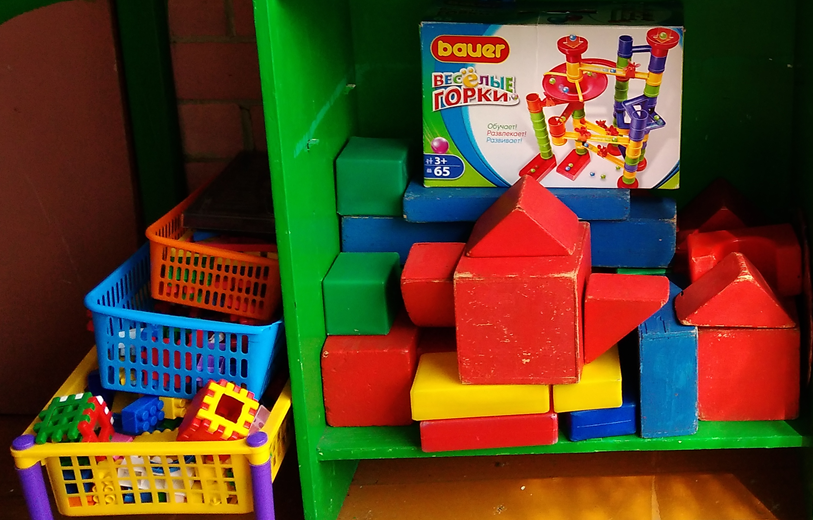 bauer
ВЕСЁЛЫЕ
ГОРКИ
Обучает!
Развлекает!
Развивает!
3+
65